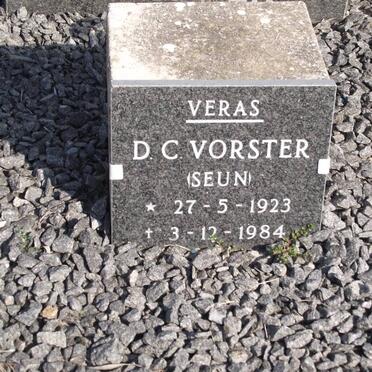 VERAS
D. C. VORSTER
(SEUN)
* 27 - 5 - 1923
† 3 - 12 - 1984